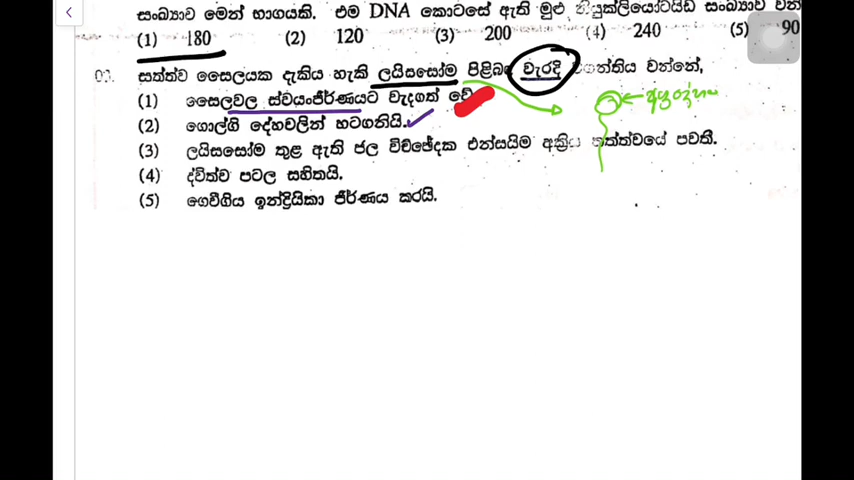 සංඛ්‍යාව මෙන් භාගයකි. එම DNA කොටසේ ඇති මුළු නියුක්ලියෝටයිඩ සංඛ්‍යාව වන
(1) 180 (2) 120 (3) 200 (4) 240 (5) 90
සත්ත්ව සෛලයක දැකිය හැකි ලයිසසෝම පිළිබඳ වැරදි වගන්තිය වන්නේ,
(1) සෛලවල ස්වයංජීර්ණයට වැදගත් වේ
(2) ගොල්ගි දේහවලින් හටගනියි.
(3) ලයිසසෝම තුළ ඇති ජල විච්ඡේදක එන්සයිම අක්‍රිය තත්ත්වයේ පවතී.
(4) ද්විත්ව පටල සහිතයි.
(5) ගෙවීගිය ඉන්ද්‍රියිකා ජීර්ණය කරයි.